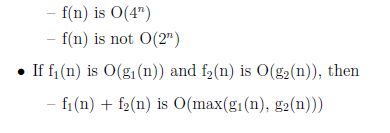 – f(n) is O(4ⁿ)
– f(n) is not O(2ⁿ)
• If f₁(n) is O(g₁(n)) and f₂(n) is O(g₂(n)), then
– f₁(n) + f₂(n) is O(max(g₁(n), g₂(n)))